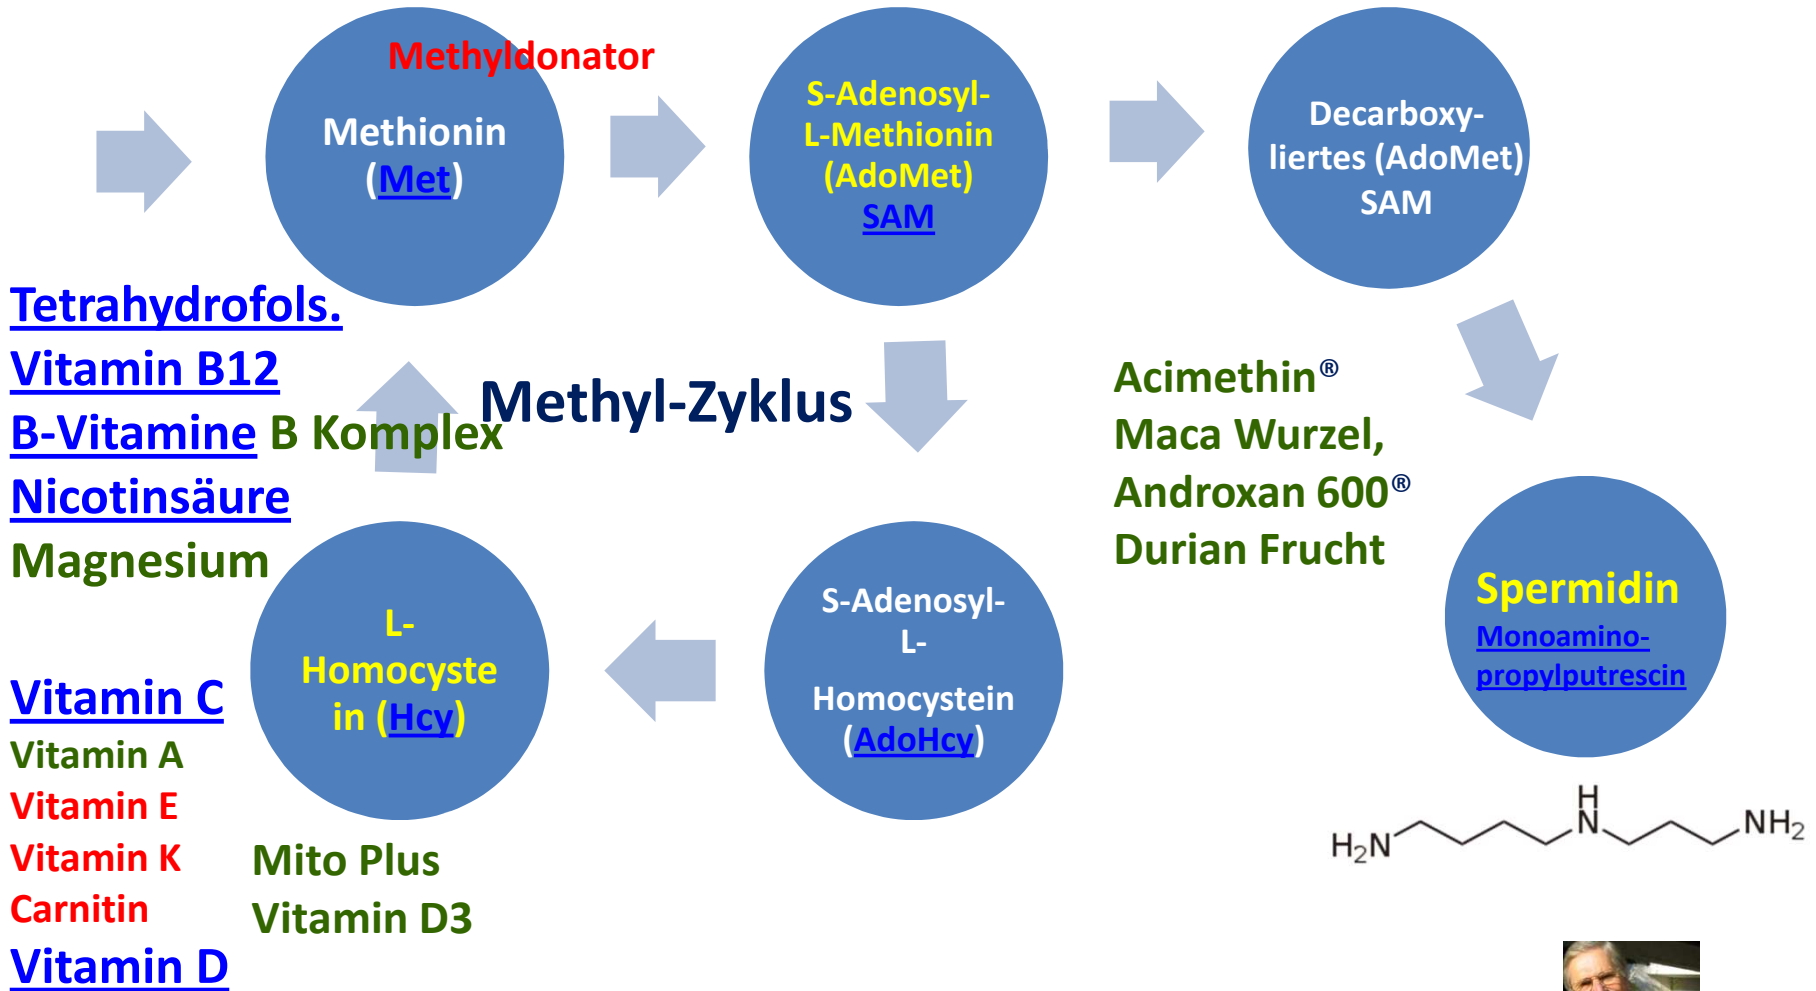 Methyldonator
Methionin
(Met)
S-Adenosyl-
L-Methionin
(AdoMet)
SAM
Decarboxy-
liertes (AdoMet)
SAM
Tetrahydrofols.
Vitamin B12
B-Vitamine B Komplex
Nicotinsäure
Magnesium
Methyl-Zyklus
Acimethin®
Maca Wurzel,
Androxan 600®
Durian Frucht
L-
Homocyste
in (Hcy)
S-Adenosyl-
L-
Homocystein
(AdoHcy)
Spermidin
Monoamino-
propylputrescin
Vitamin C
Vitamin A
Vitamin E
Vitamin K
Carnitin
Vitamin D
Mito Plus
Vitamin D3
H
H₂N N NH₂